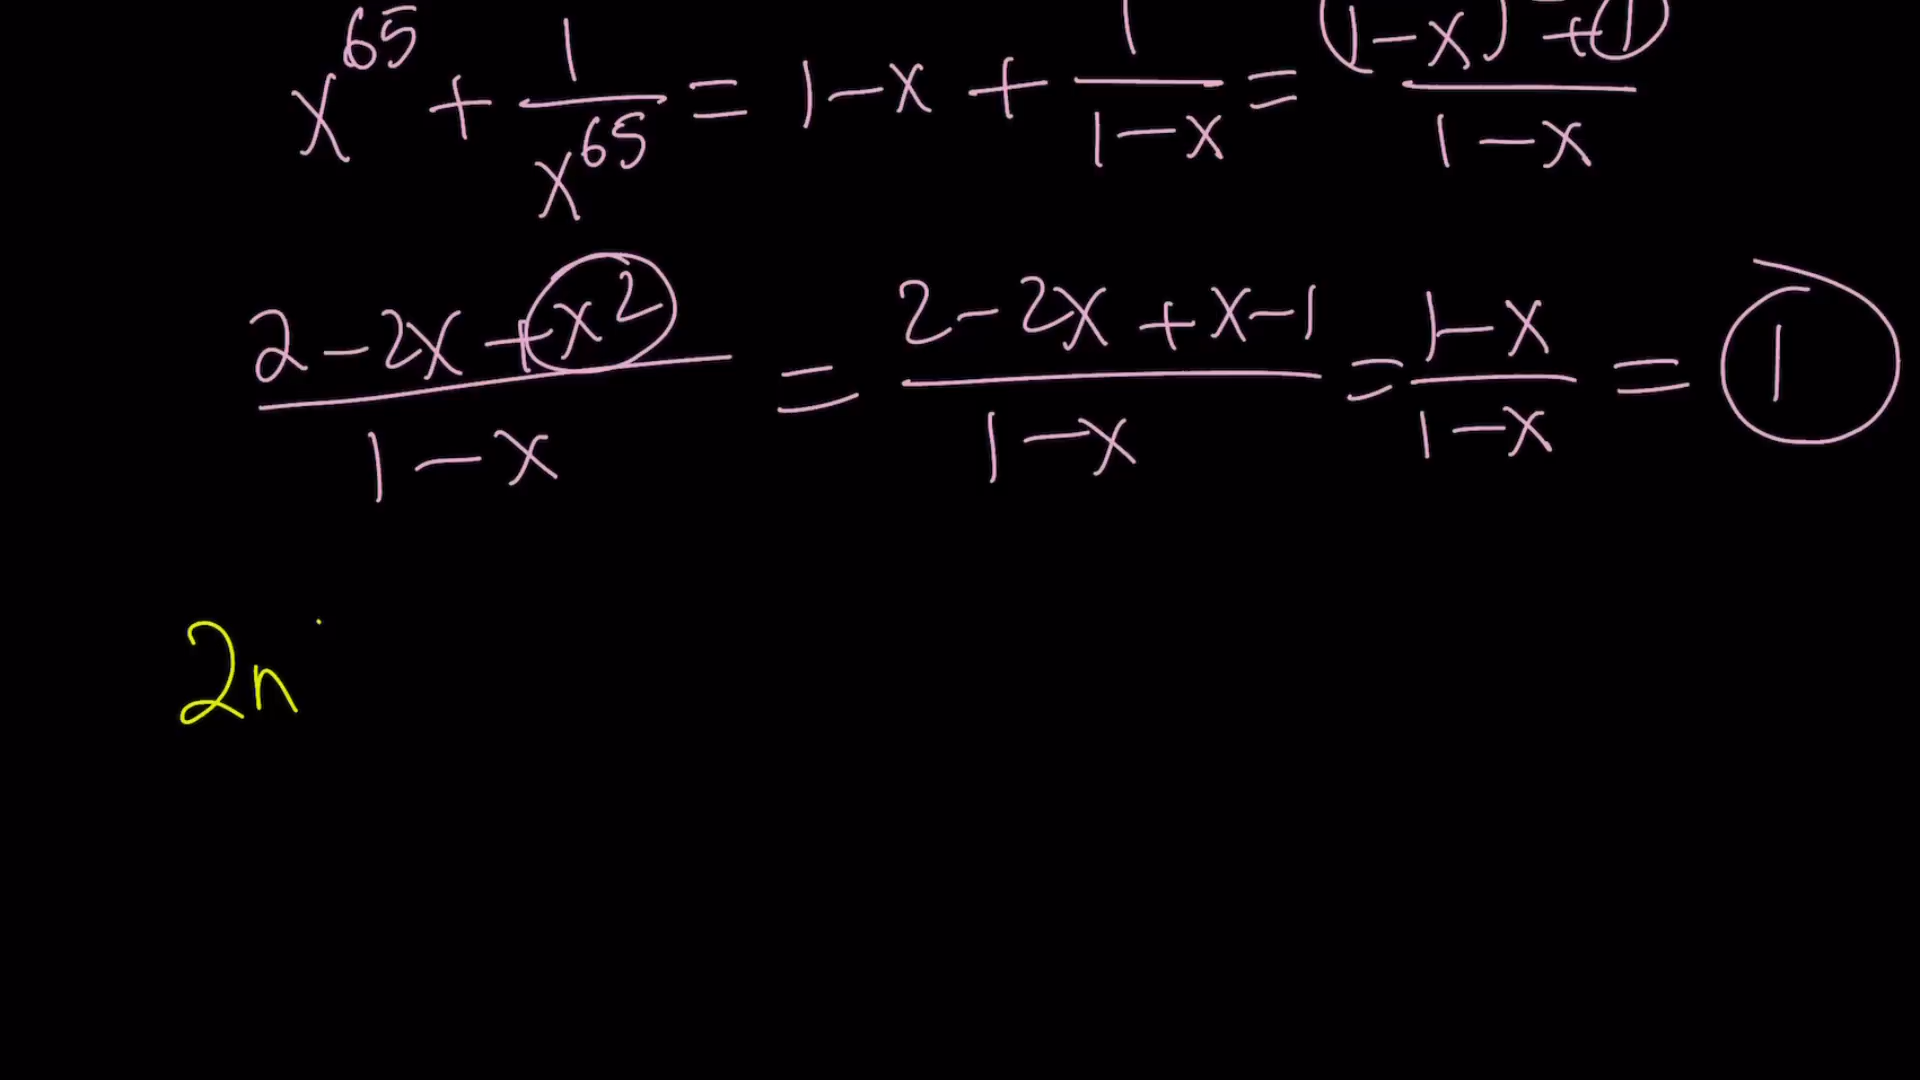 x^65 + 1/x^65 = 1-x + 1/(1-x) = ((1-x)^2 + 1)/(1-x)
(2-2x+x^2)/(1-x) = (2-2x+x-1)/(1-x) = (1-x)/(1-x) = 1
2n